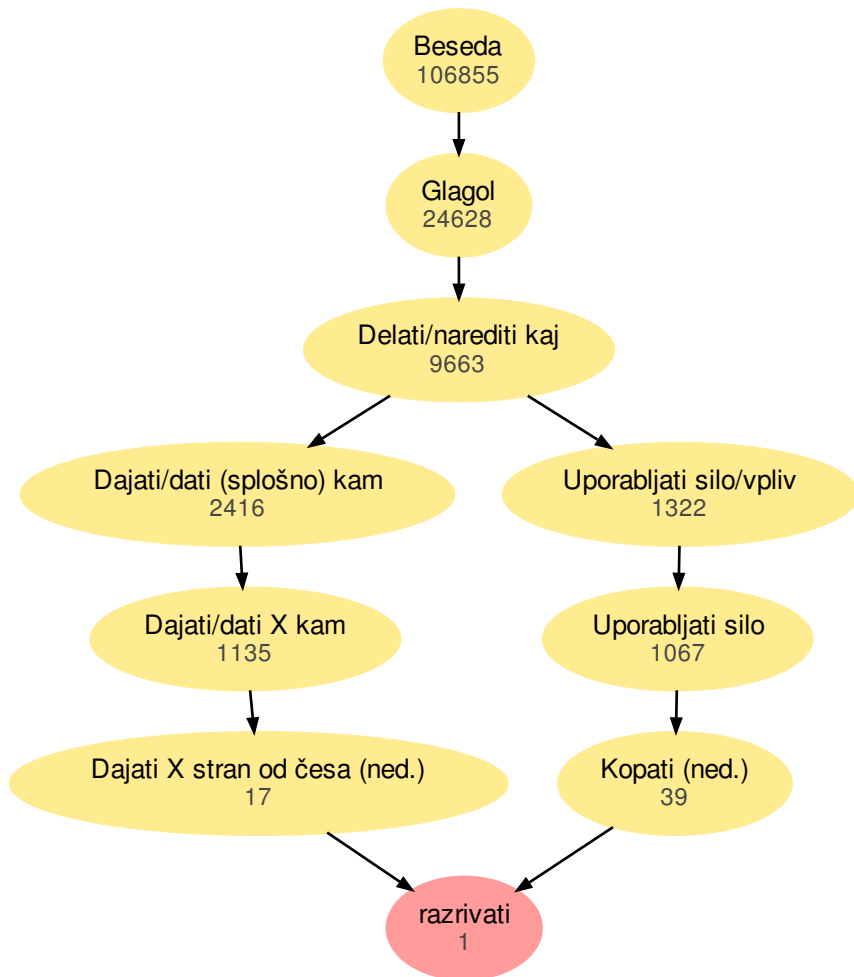 Beseda
106855
Glagol
24628
Delati/narediti kaj
9663
Dajati/dati (splošno) kam
2416
Uporabljati silo/vpliv
1322
Dajati/dati X kam
1135
Uporabljati silo
1067
Dajati X stran od česa (ned.)
17
Kopati (ned.)
39
razrivati
1